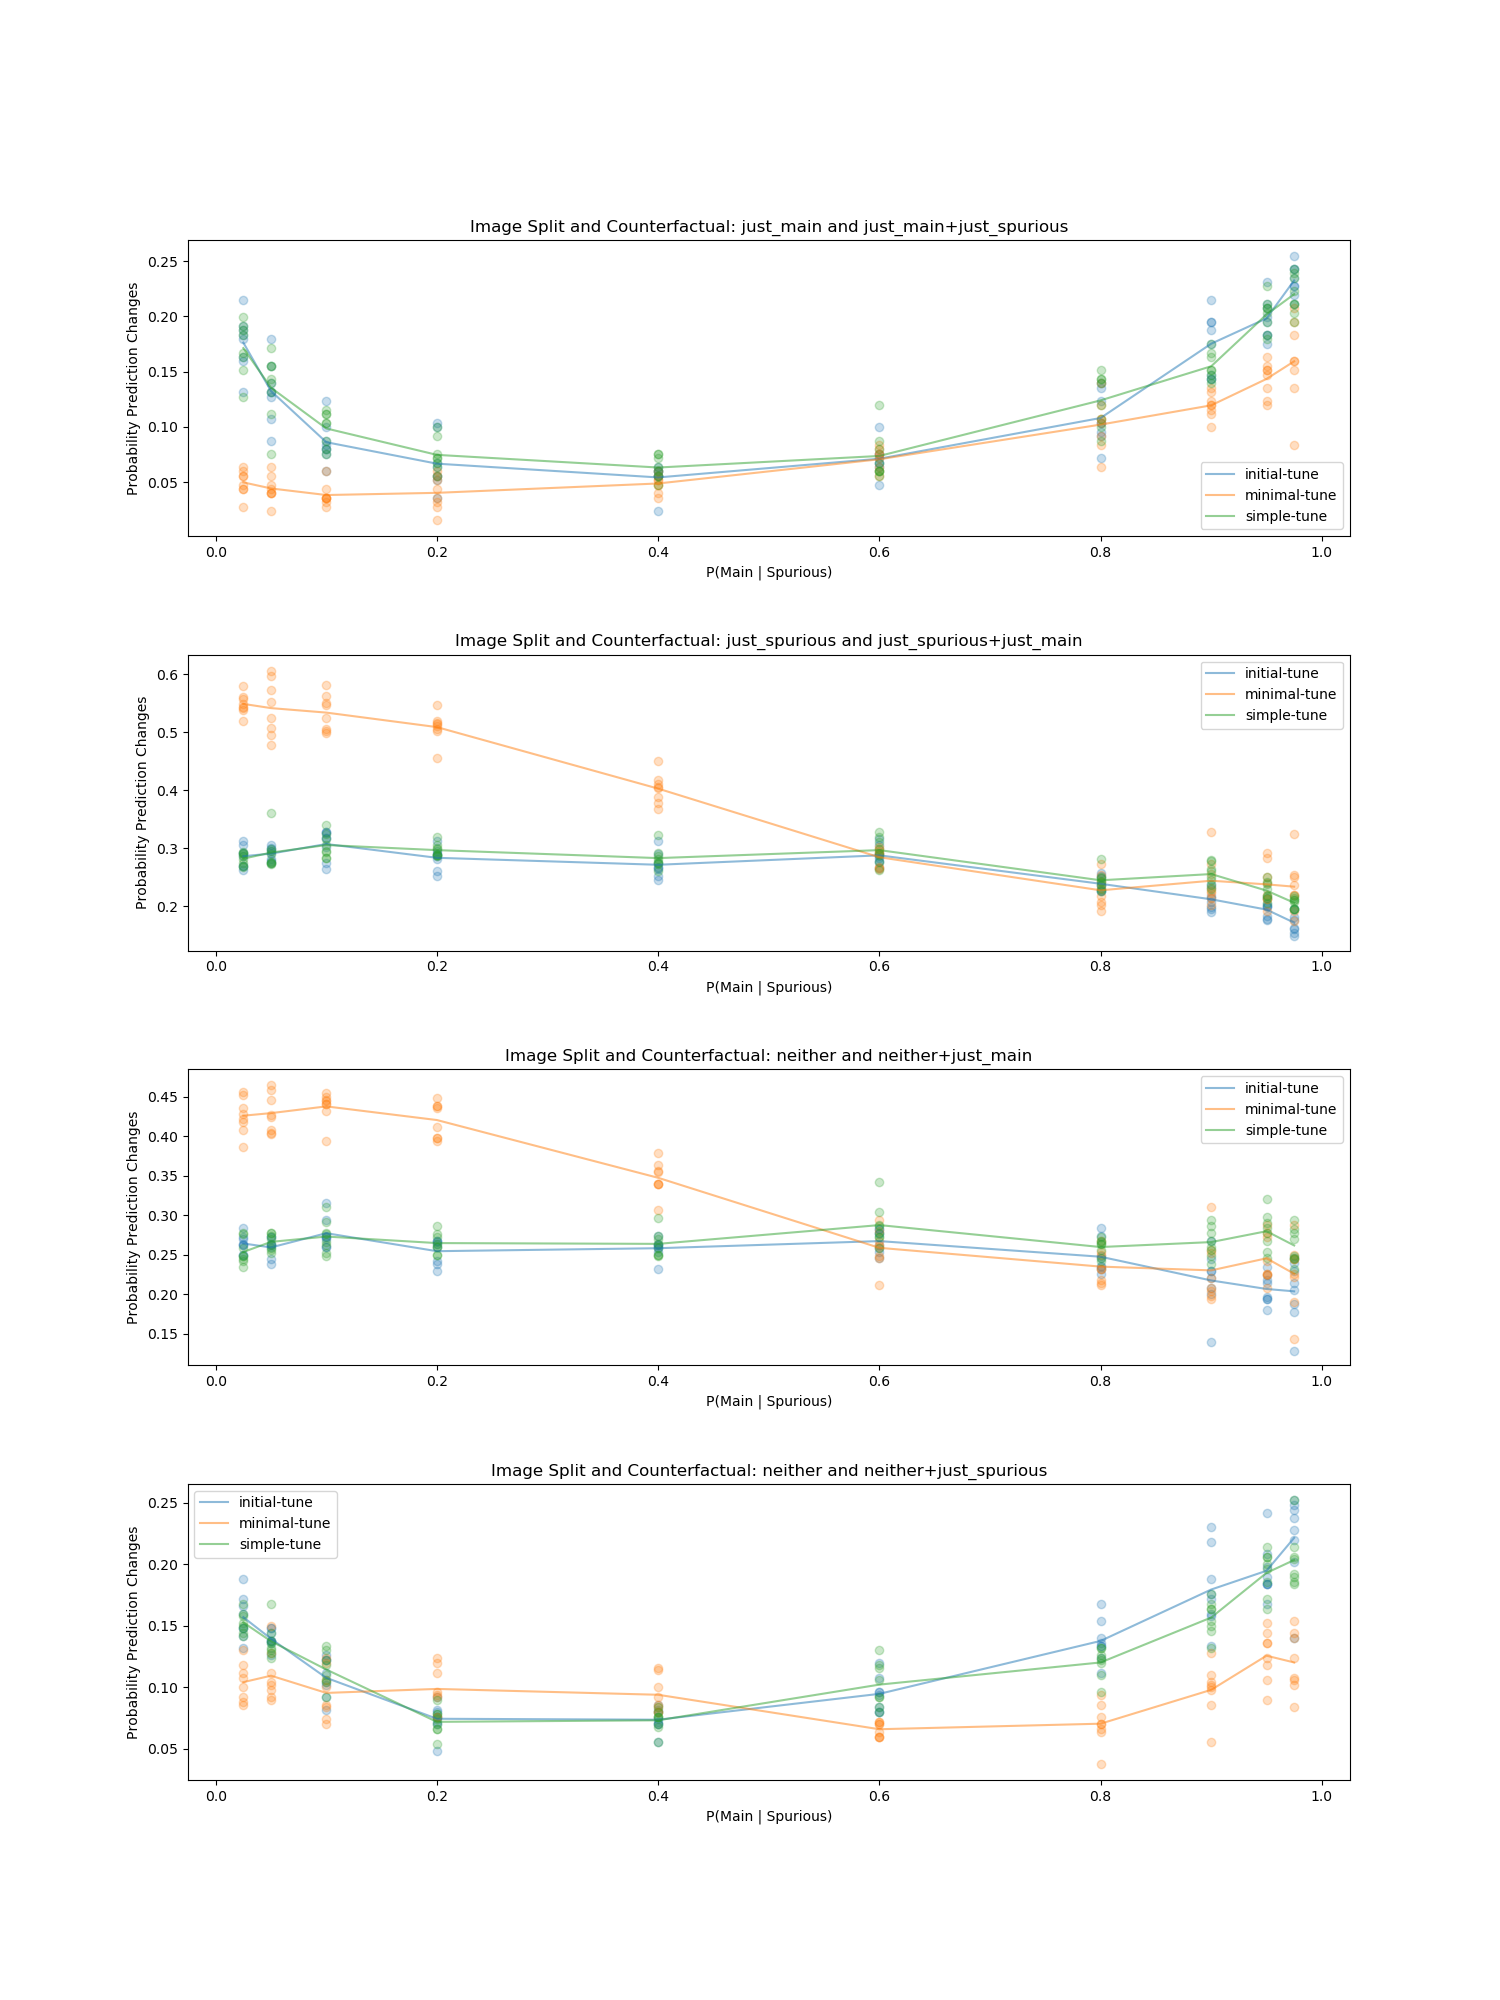 Image Split and Counterfactual: just_main and just_main+just_spurious
Probability Prediction Changes
0.25
0.20
0.15
0.10
0.05
initial-tune
minimal-tune
simple-tune
0.0 0.2 0.4 0.6 0.8 1.0
P(Main | Spurious)
Image Split and Counterfactual: just_spurious and just_spurious+just_main
Probability Prediction Changes
0.6
0.5
0.4
0.3
0.2
initial-tune
minimal-tune
simple-tune
0.0 0.2 0.4 0.6 0.8 1.0
P(Main | Spurious)
Image Split and Counterfactual: neither and neither+just_main
Probability Prediction Changes
0.45
0.40
0.35
0.30
0.25
0.20
0.15
initial-tune
minimal-tune
simple-tune
0.0 0.2 0.4 0.6 0.8 1.0
P(Main | Spurious)
Image Split and Counterfactual: neither and neither+just_spurious
Probability Prediction Changes
0.25
0.20
0.15
0.10
0.05
initial-tune
minimal-tune
simple-tune
0.0 0.2 0.4 0.6 0.8 1.0
P(Main | Spurious)